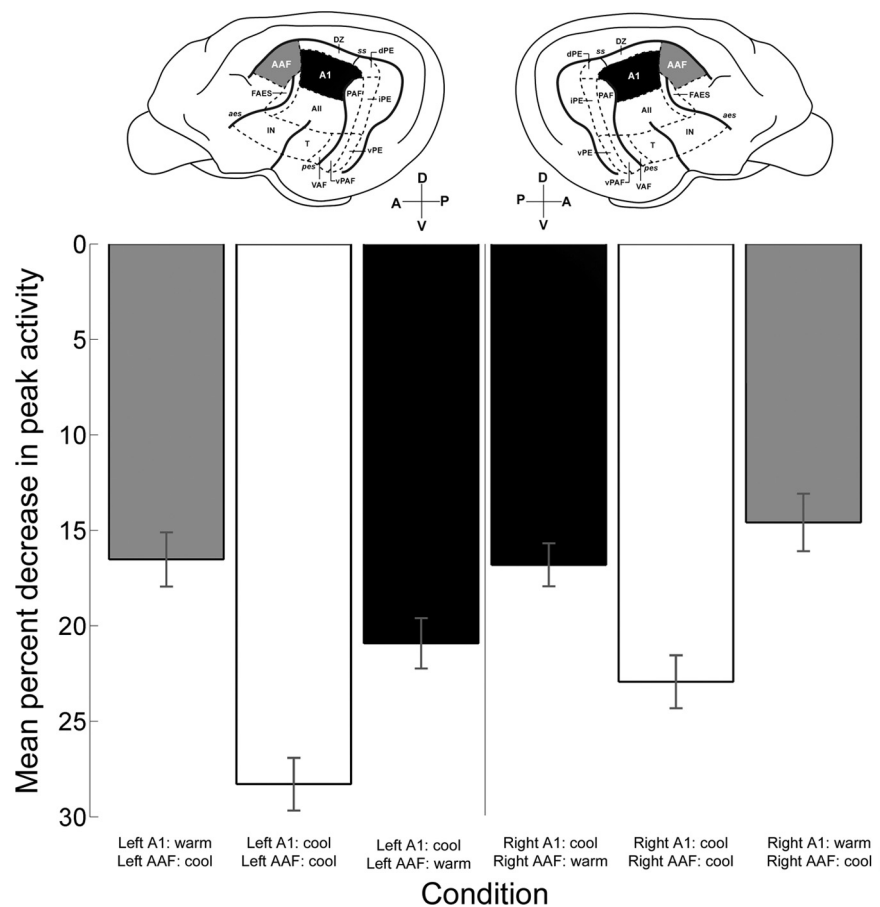 DZ
ss
dPE
AAF
A1
FAES
PAF
iPE
aes
AII
IN
T
vPE
pes
VAF
vPAF
D
A
P
V
DZ
ss
dPE
AAF
A1
PAF
FAES
iPE
AII
aes
IN
T
vPE
pes
vPAF
VAF
D
P
A
V
Mean percent decrease in peak activity
0
5
10
15
20
25
30
Left A1: warm
Left AAF: cool
Left A1: cool
Left AAF: cool
Left A1: cool
Left AAF: warm
Right A1: cool
Right AAF: warm
Right A1: cool
Right AAF: cool
Right A1: warm
Right AAF: cool
Condition